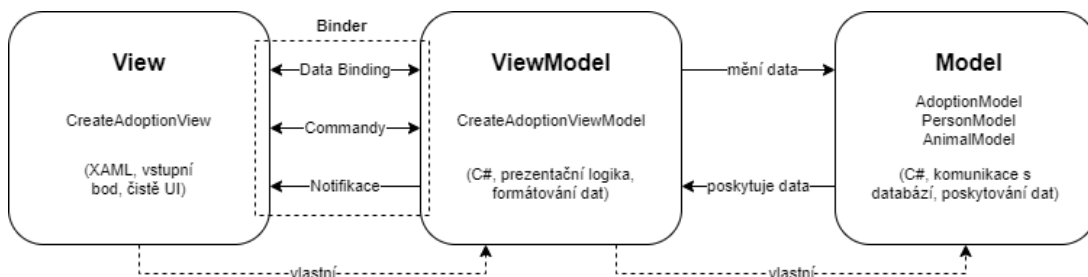 Binder
View
Data Binding
ViewModel
mění data
Model
CreateAdoptionView
Commandy
CreateAdoptionViewModel
AdoptionModel
PersonModel
AnimalModel
(XAML, vstupní
bod, čistě UI)
Notifikace
(C#, prezentační logika,
formátování dat)
poskytuje data
(C#, komunikace s
databází, poskytování dat)
vlastní
vlastní